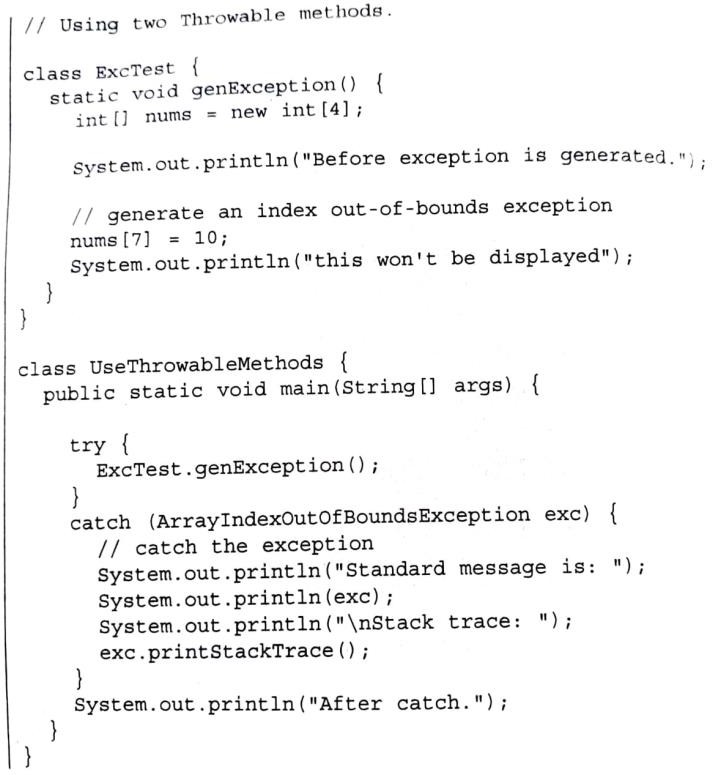 // Using two Throwable methods.

class ExcTest {
  static void genException() {
    int[] nums = new int[4];

    System.out.println("Before exception is generated.");

    // generate an index out-of-bounds exception
    nums[7] = 10;
    System.out.println("this won't be displayed");
  }
}

class UseThrowableMethods {
  public static void main(String[] args) {

    try {
      ExcTest.genException();
    }
    catch (ArrayIndexOutOfBoundsException exc) {
      // catch the exception
      System.out.println("Standard message is: ");
      System.out.println(exc);
      System.out.println("\nStack trace: ");
      exc.printStackTrace();
    }
    System.out.println("After catch.");
  }
}